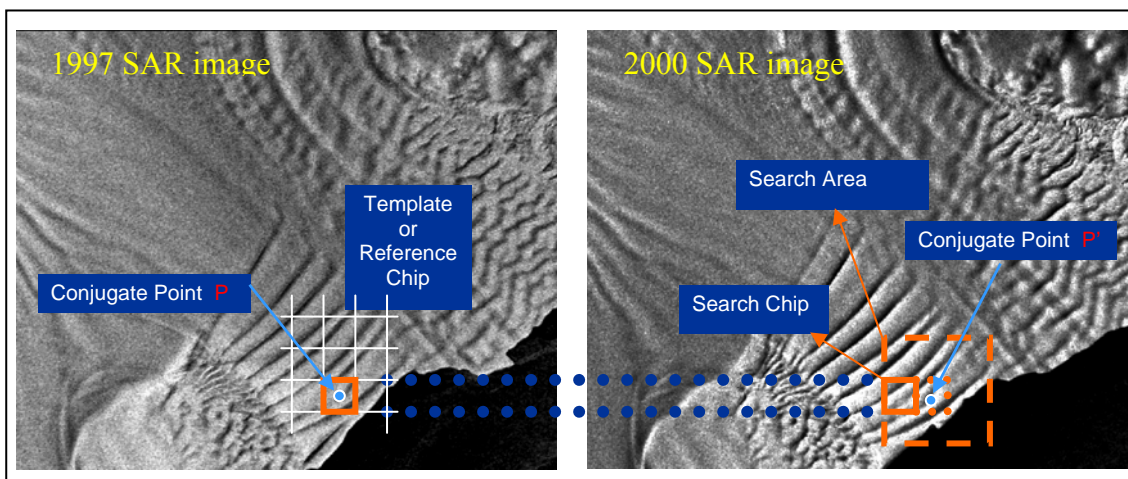 1997 SAR image
Template
or
Reference
Chip
Conjugate Point P
2000 SAR image
Search Area
Conjugate Point P'
Search Chip